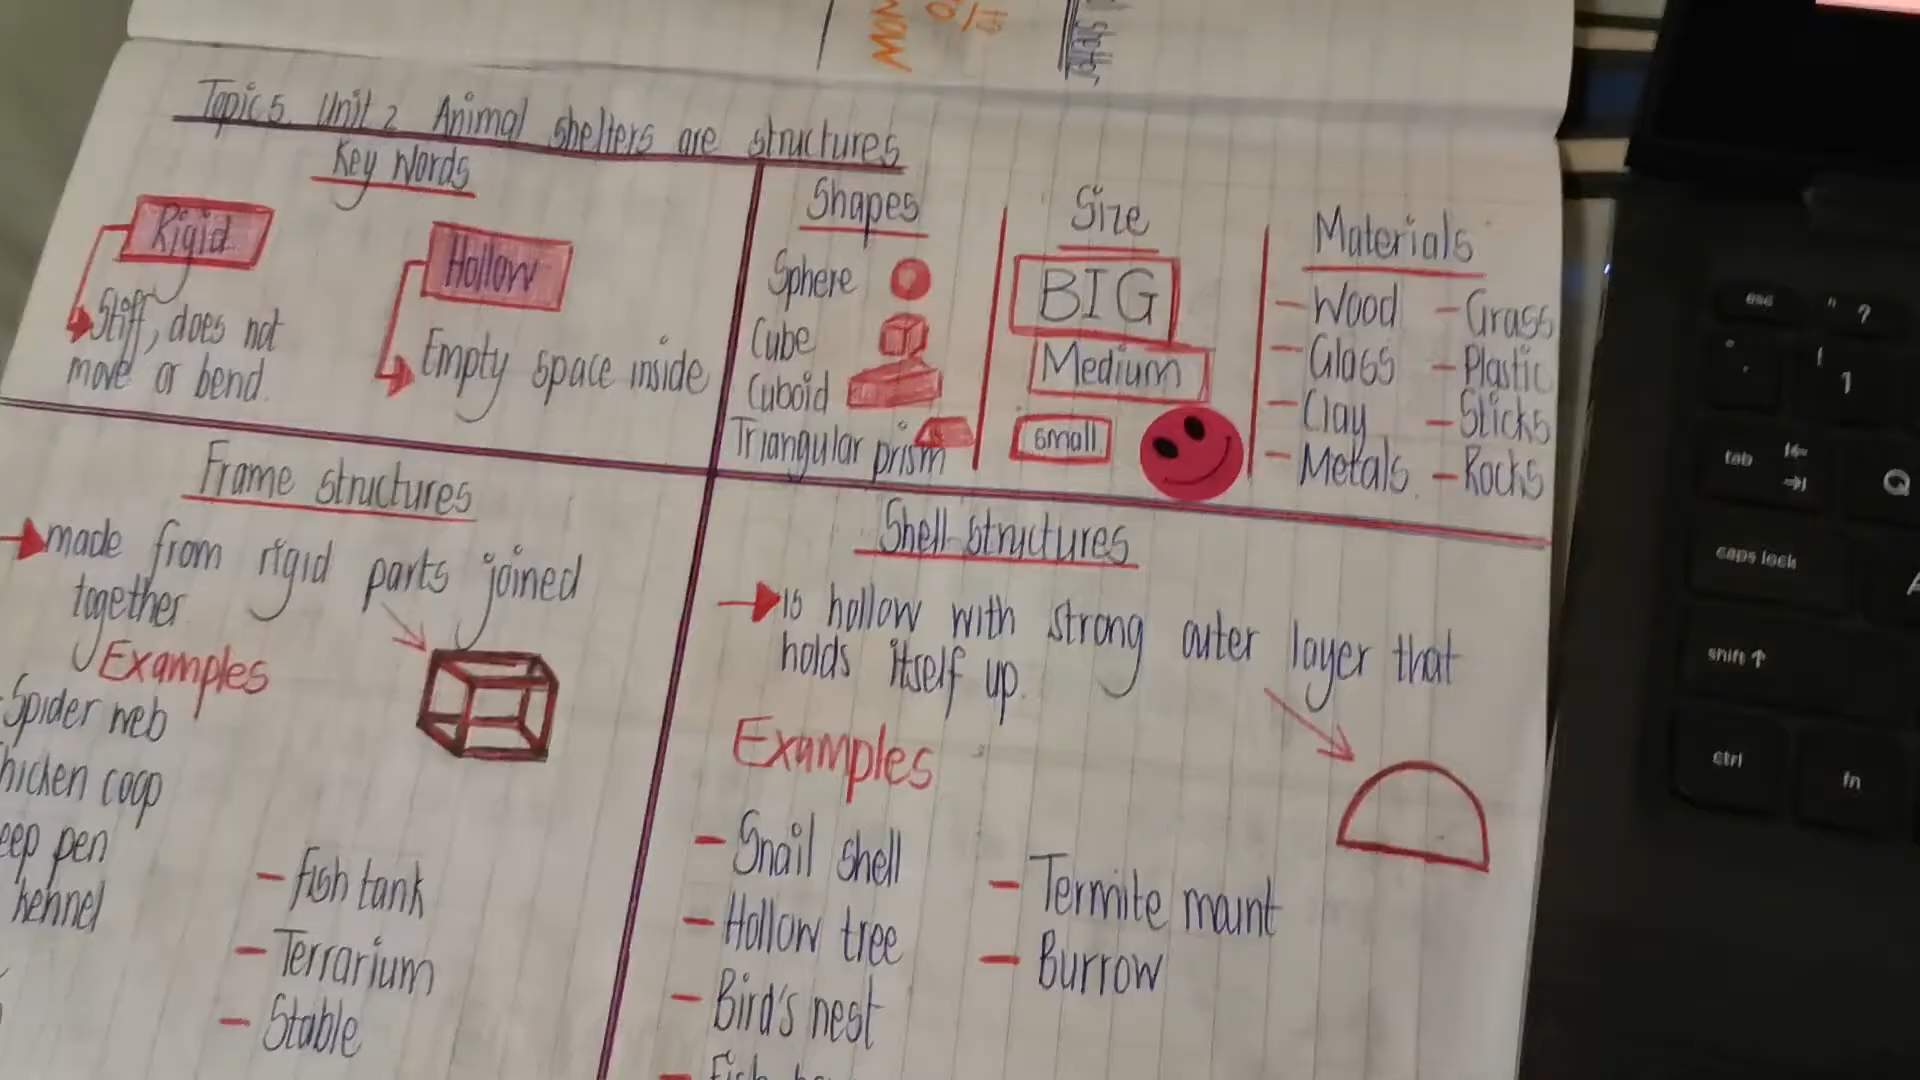 Topic 5 Unit 2 Animal shelters are structures
Key Words
Rigid
Stiff, does not
move or bend.
Hollow
Empty space inside
Shapes
Sphere
Cube
Cuboid
Triangular prism
Size
BIG
Medium
small
Materials
- Wood
- Glass
- Clay
- Metals.
- Grass
- Plastic
- Sticks
- Rocks
Frame structures
made from rigid parts joined
together
Examples
Spider web
hicken coop
eep pen
kennel
- Fish tank
- Terrarium
- Stable
Shell structures
is hollow with strong outer layer that
holds itself up.
Examples
- Snail shell
- Hollow tree
- Bird's nest
- Termite mount
- Burrow
esc
" ?
! 1
tab
Q
caps lock
shift
ctrl
fn